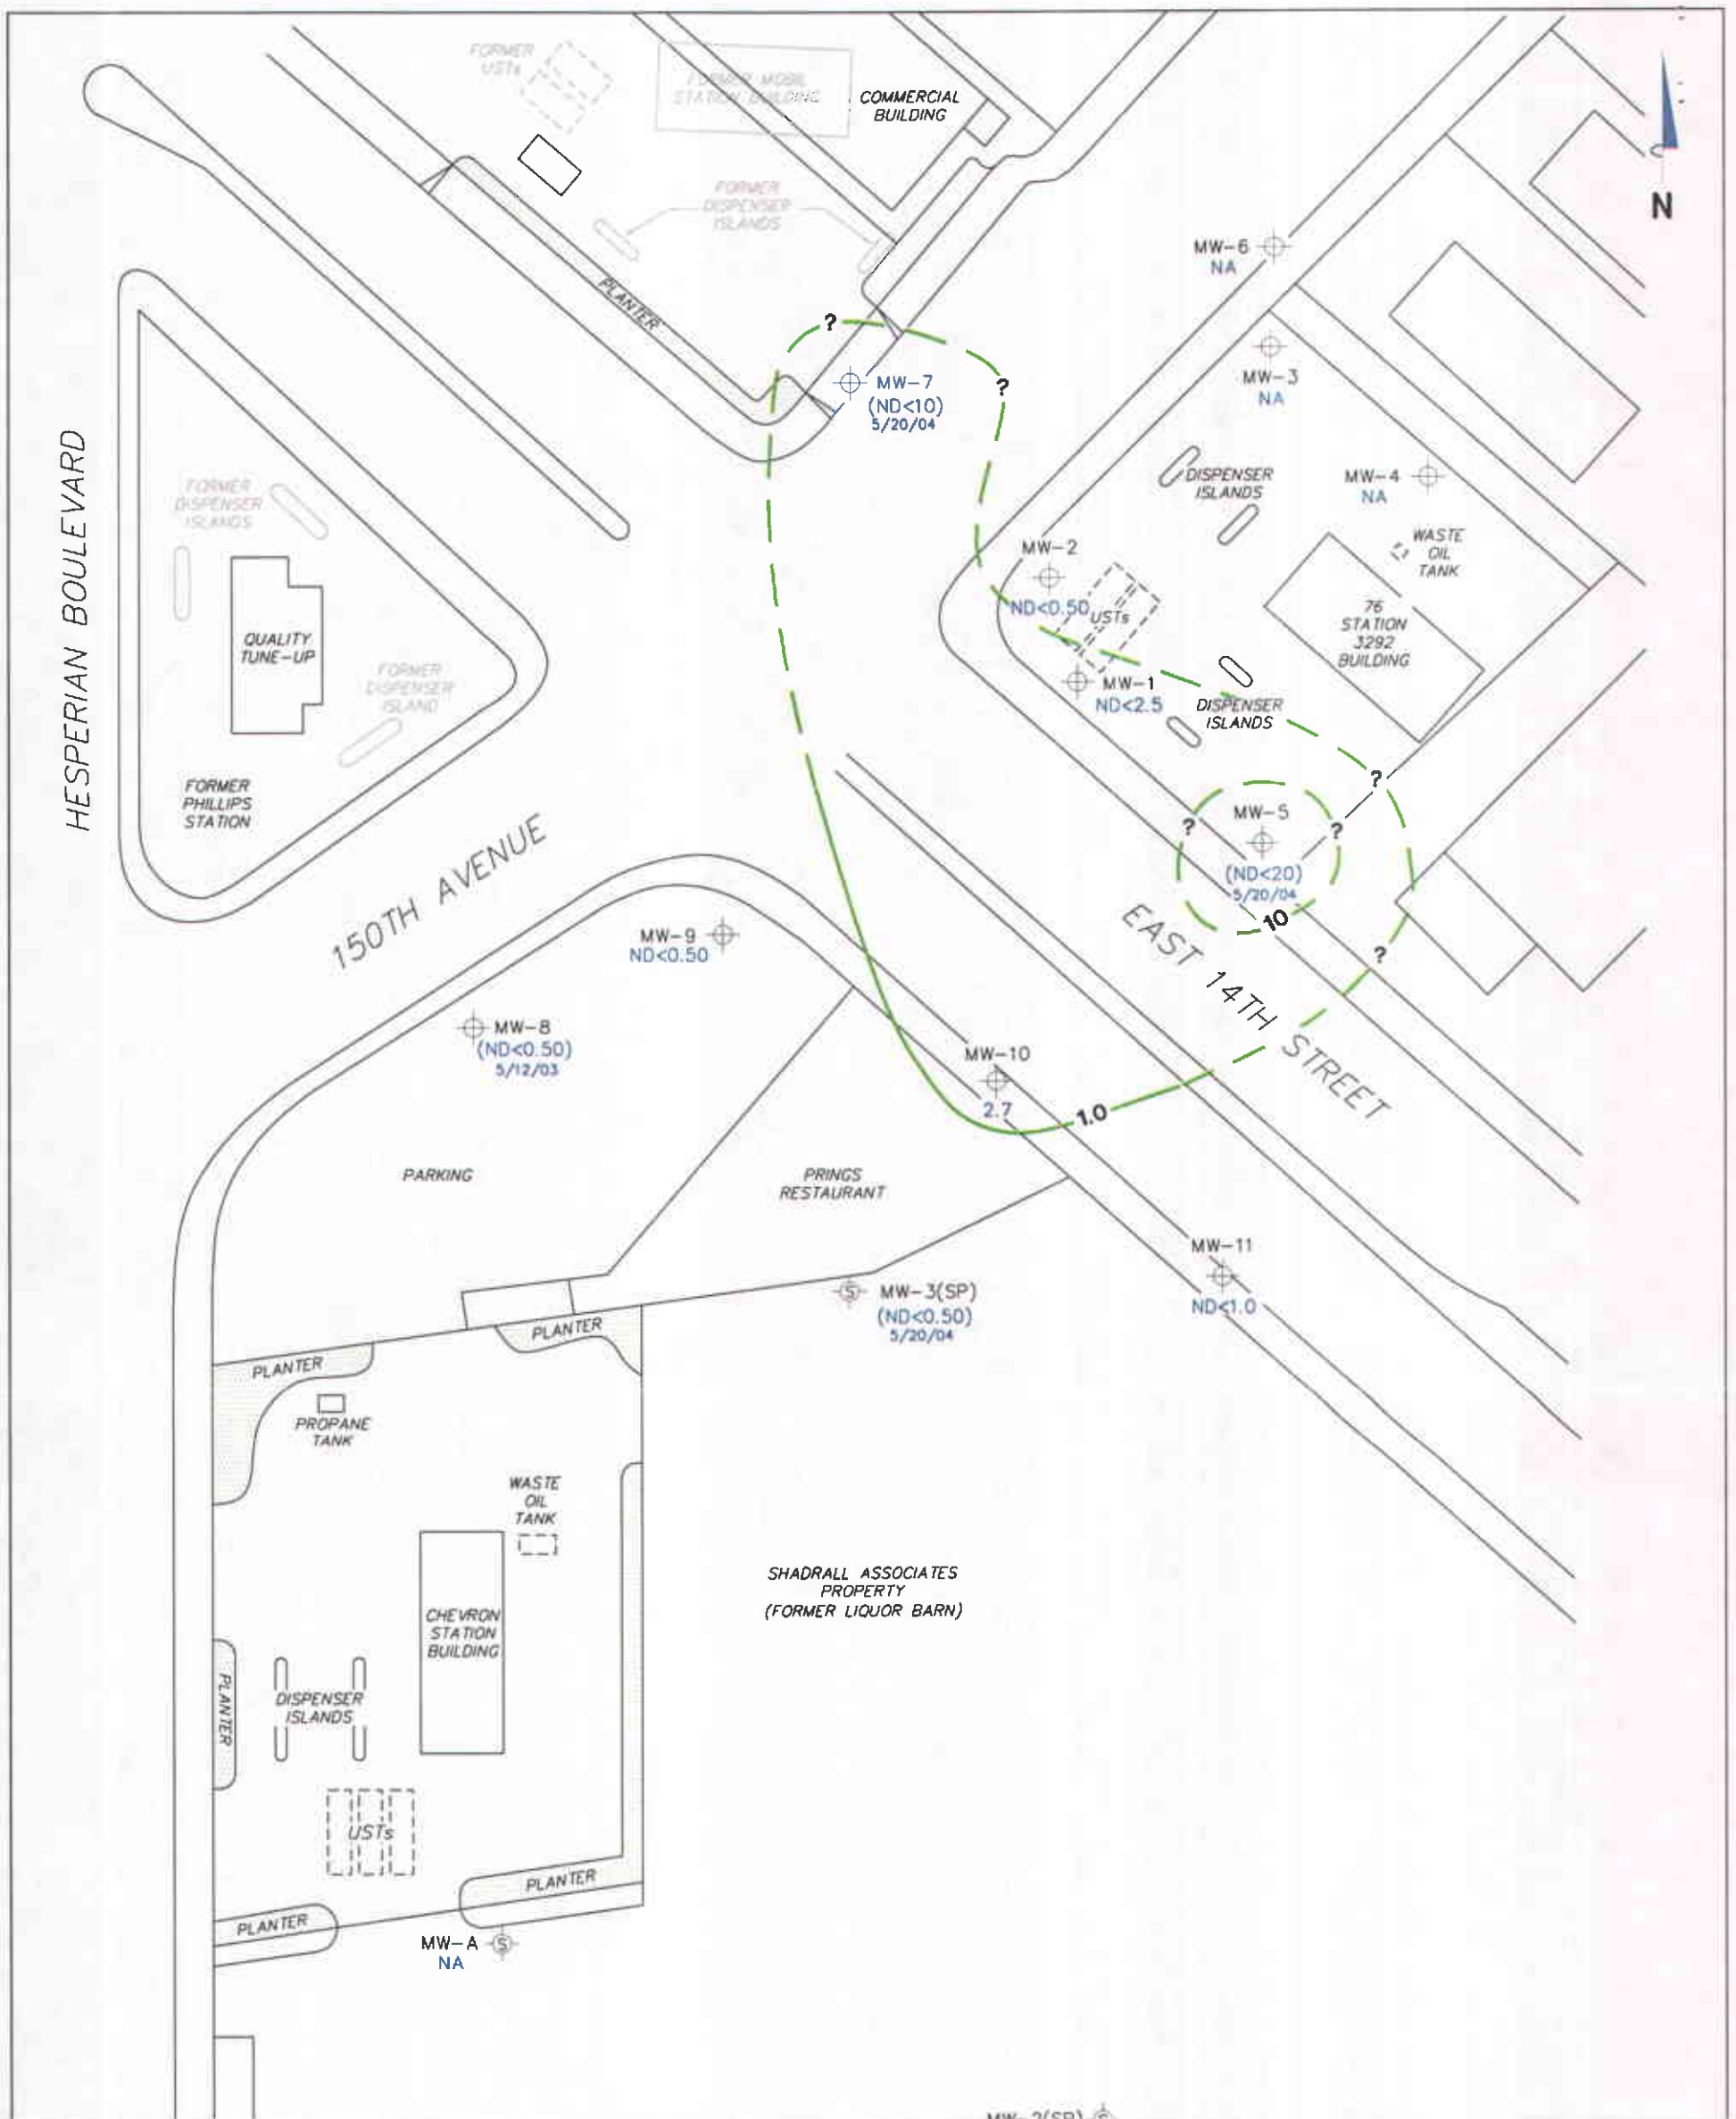 FORMER
USTs
FORMER MOBIL
STATION BUILDING
COMMERCIAL
BUILDING
FORMER
DISPENSER
ISLANDS
PLANTER
N
MW-6
NA
MW-3
NA
?
?
MW-7
(ND<10)
5/20/04
DISPENSER
ISLANDS
MW-4
NA
WASTE
OIL
TANK
HESPERIAN BOULEVARD
FORMER
DISPENSER
ISLANDS
QUALITY
TUNE-UP
FORMER
DISPENSER
ISLAND
FORMER
PHILLIPS
STATION
MW-2
ND<0.50
USTs
76
STATION
3292
BUILDING
MW-1
ND<2.5
DISPENSER
ISLANDS
?
MW-5
?
?
(ND<20)
5/20/04
10
?
150TH AVENUE
EAST 14TH STREET
MW-9
ND<0.50
MW-8
(ND<0.50)
5/12/03
MW-10
2.7
1.0
PARKING
PRINGS
RESTAURANT
MW-11
ND<1.0
MW-3(SP)
(ND<0.50)
5/20/04
S
PLANTER
PLANTER
PROPANE
TANK
WASTE
OIL
TANK
CHEVRON
STATION
BUILDING
SHADRALL ASSOCIATES
PROPERTY
(FORMER LIQUOR BARN)
PLANTER
DISPENSER
ISLANDS
USTs
PLANTER
PLANTER
MW-A
NA
S
MW-2(SP)